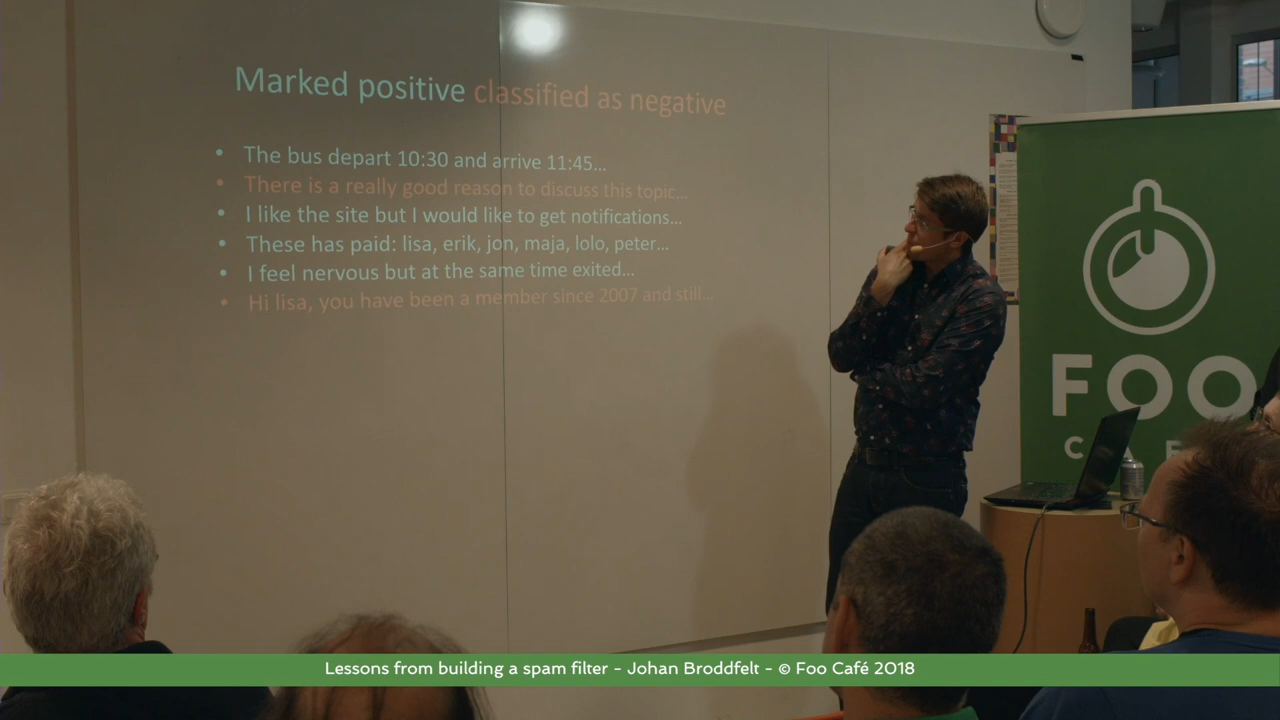 Marked positive classified as negative
• The bus depart 10:30 and arrive 11:45...
• There is a really good reason to discuss this topic...
• I like the site but I would like to get notifications...
• These has paid: lisa, erik, jon, maja, lolo, peter...
• I feel nervous but at the same time exited...
• Hi lisa, you have been a member since 2007 and still...
FOO
Lessons from building a spam filter - Johan Broddfelt - © Foo Café 2018